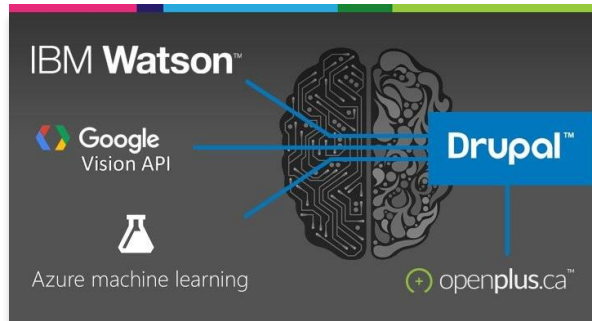 IBM Watson™
Google
Vision API
Drupal™
Azure machine learning
openplus.ca™